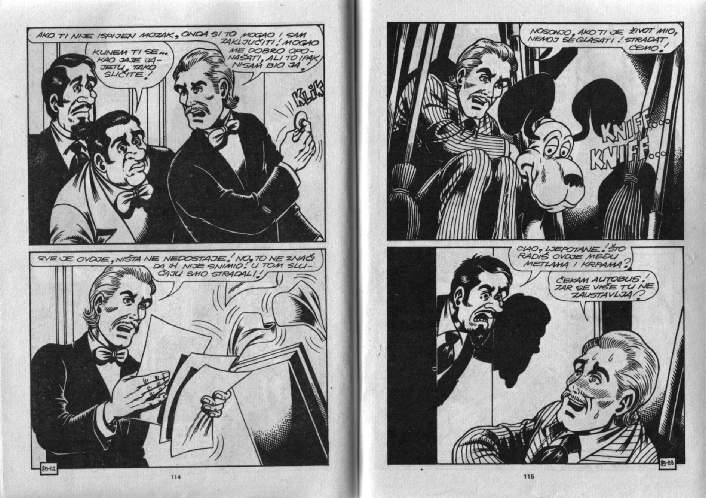 AKO TI NIJE ISPIJEN MOZAK, ONDA SI TO MOGAO I SAM
ZAKLJUČITI! MOGAO
ME DOBRO OPO-
NAŠATI, ALI TO IPAK
NISAM BIO JA!
KUNEM TI SE...
KAO JAJE JA-
JETU, TAKO
SLIČITE!
KLIK
SVE JE OVDJE, NIŠTA NE NEDOSTAJE! NO, TO NE ZNAČI
DA IH NIJE SNIMIO! U TOM SLU-
ČAJU SMO STRADALI!
114
NOSONJO, AKO TI JE ŽIVOT MIO,
NEMOJ SE GLASATI! STRADAT
ĆEMO!
KNIFF
KNIFF
CIAO, LJEPOTANE! ŠTO
RADIŠ OVDJE MEĐU
METLAMA I KRPAMA?
ČEKAM AUTOBUS!
ZAR SE VIŠE TU NE
ZAUSTAVLJA!?
115